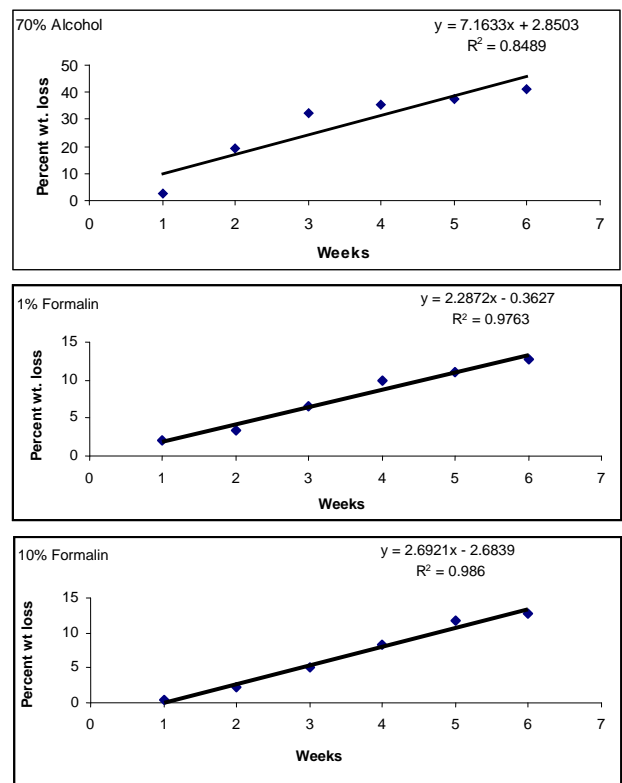 70% Alcohol
y = 7.1633x + 2.8503
R² = 0.8489
Percent wt. loss
50
40
30
20
10
0
0 1 2 3 4 5 6 7
Weeks
1% Formalin
y = 2.2872x - 0.3627
R² = 0.9763
Percent wt. loss
15
10
5
0
0 1 2 3 4 5 6 7
Weeks
10% Formalin
y = 2.6921x - 2.6839
R² = 0.986
Percent wt loss
15
10
5
0
0 1 2 3 4 5 6 7
Weeks